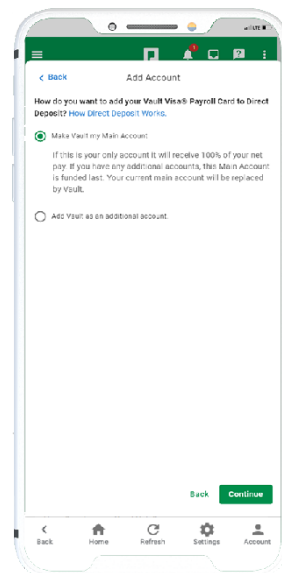 all LTE
?
Back
Add Account
How do you want to add your Vault Visa® Payroll Card to Direct
Deposit? How Direct Deposit Works.
Make Vault my Main Account
If this is your only account it will receive 100% of your net
pay. If you have any additional accounts, this Main Account
is funded last. Your current main account will be replaced
by Vault.
Add Vault as an additional account.
Back Continue
Back Home Refresh Settings Account